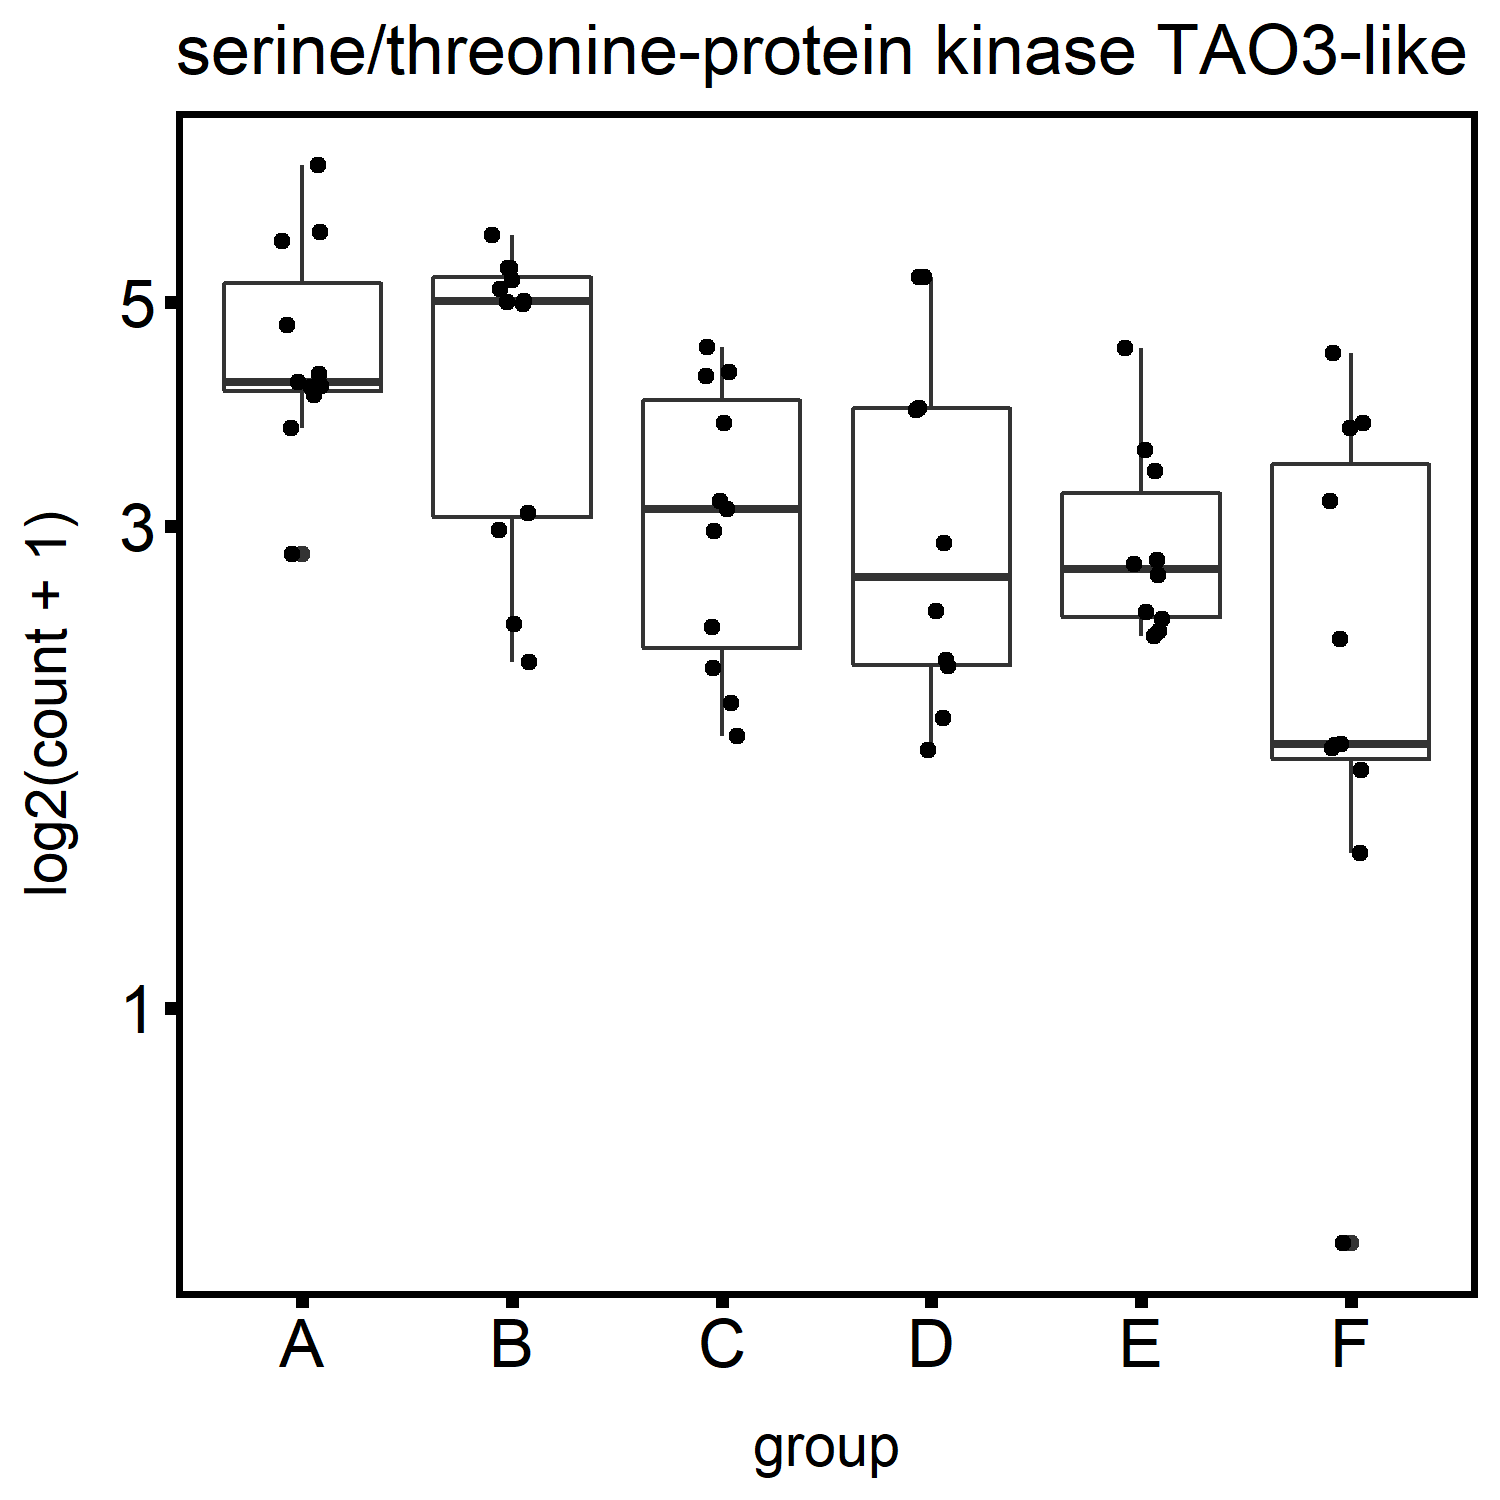 serine/threonine-protein kinase TAO3-like
log2(count + 1)
5
3
1
A B C D E F
group